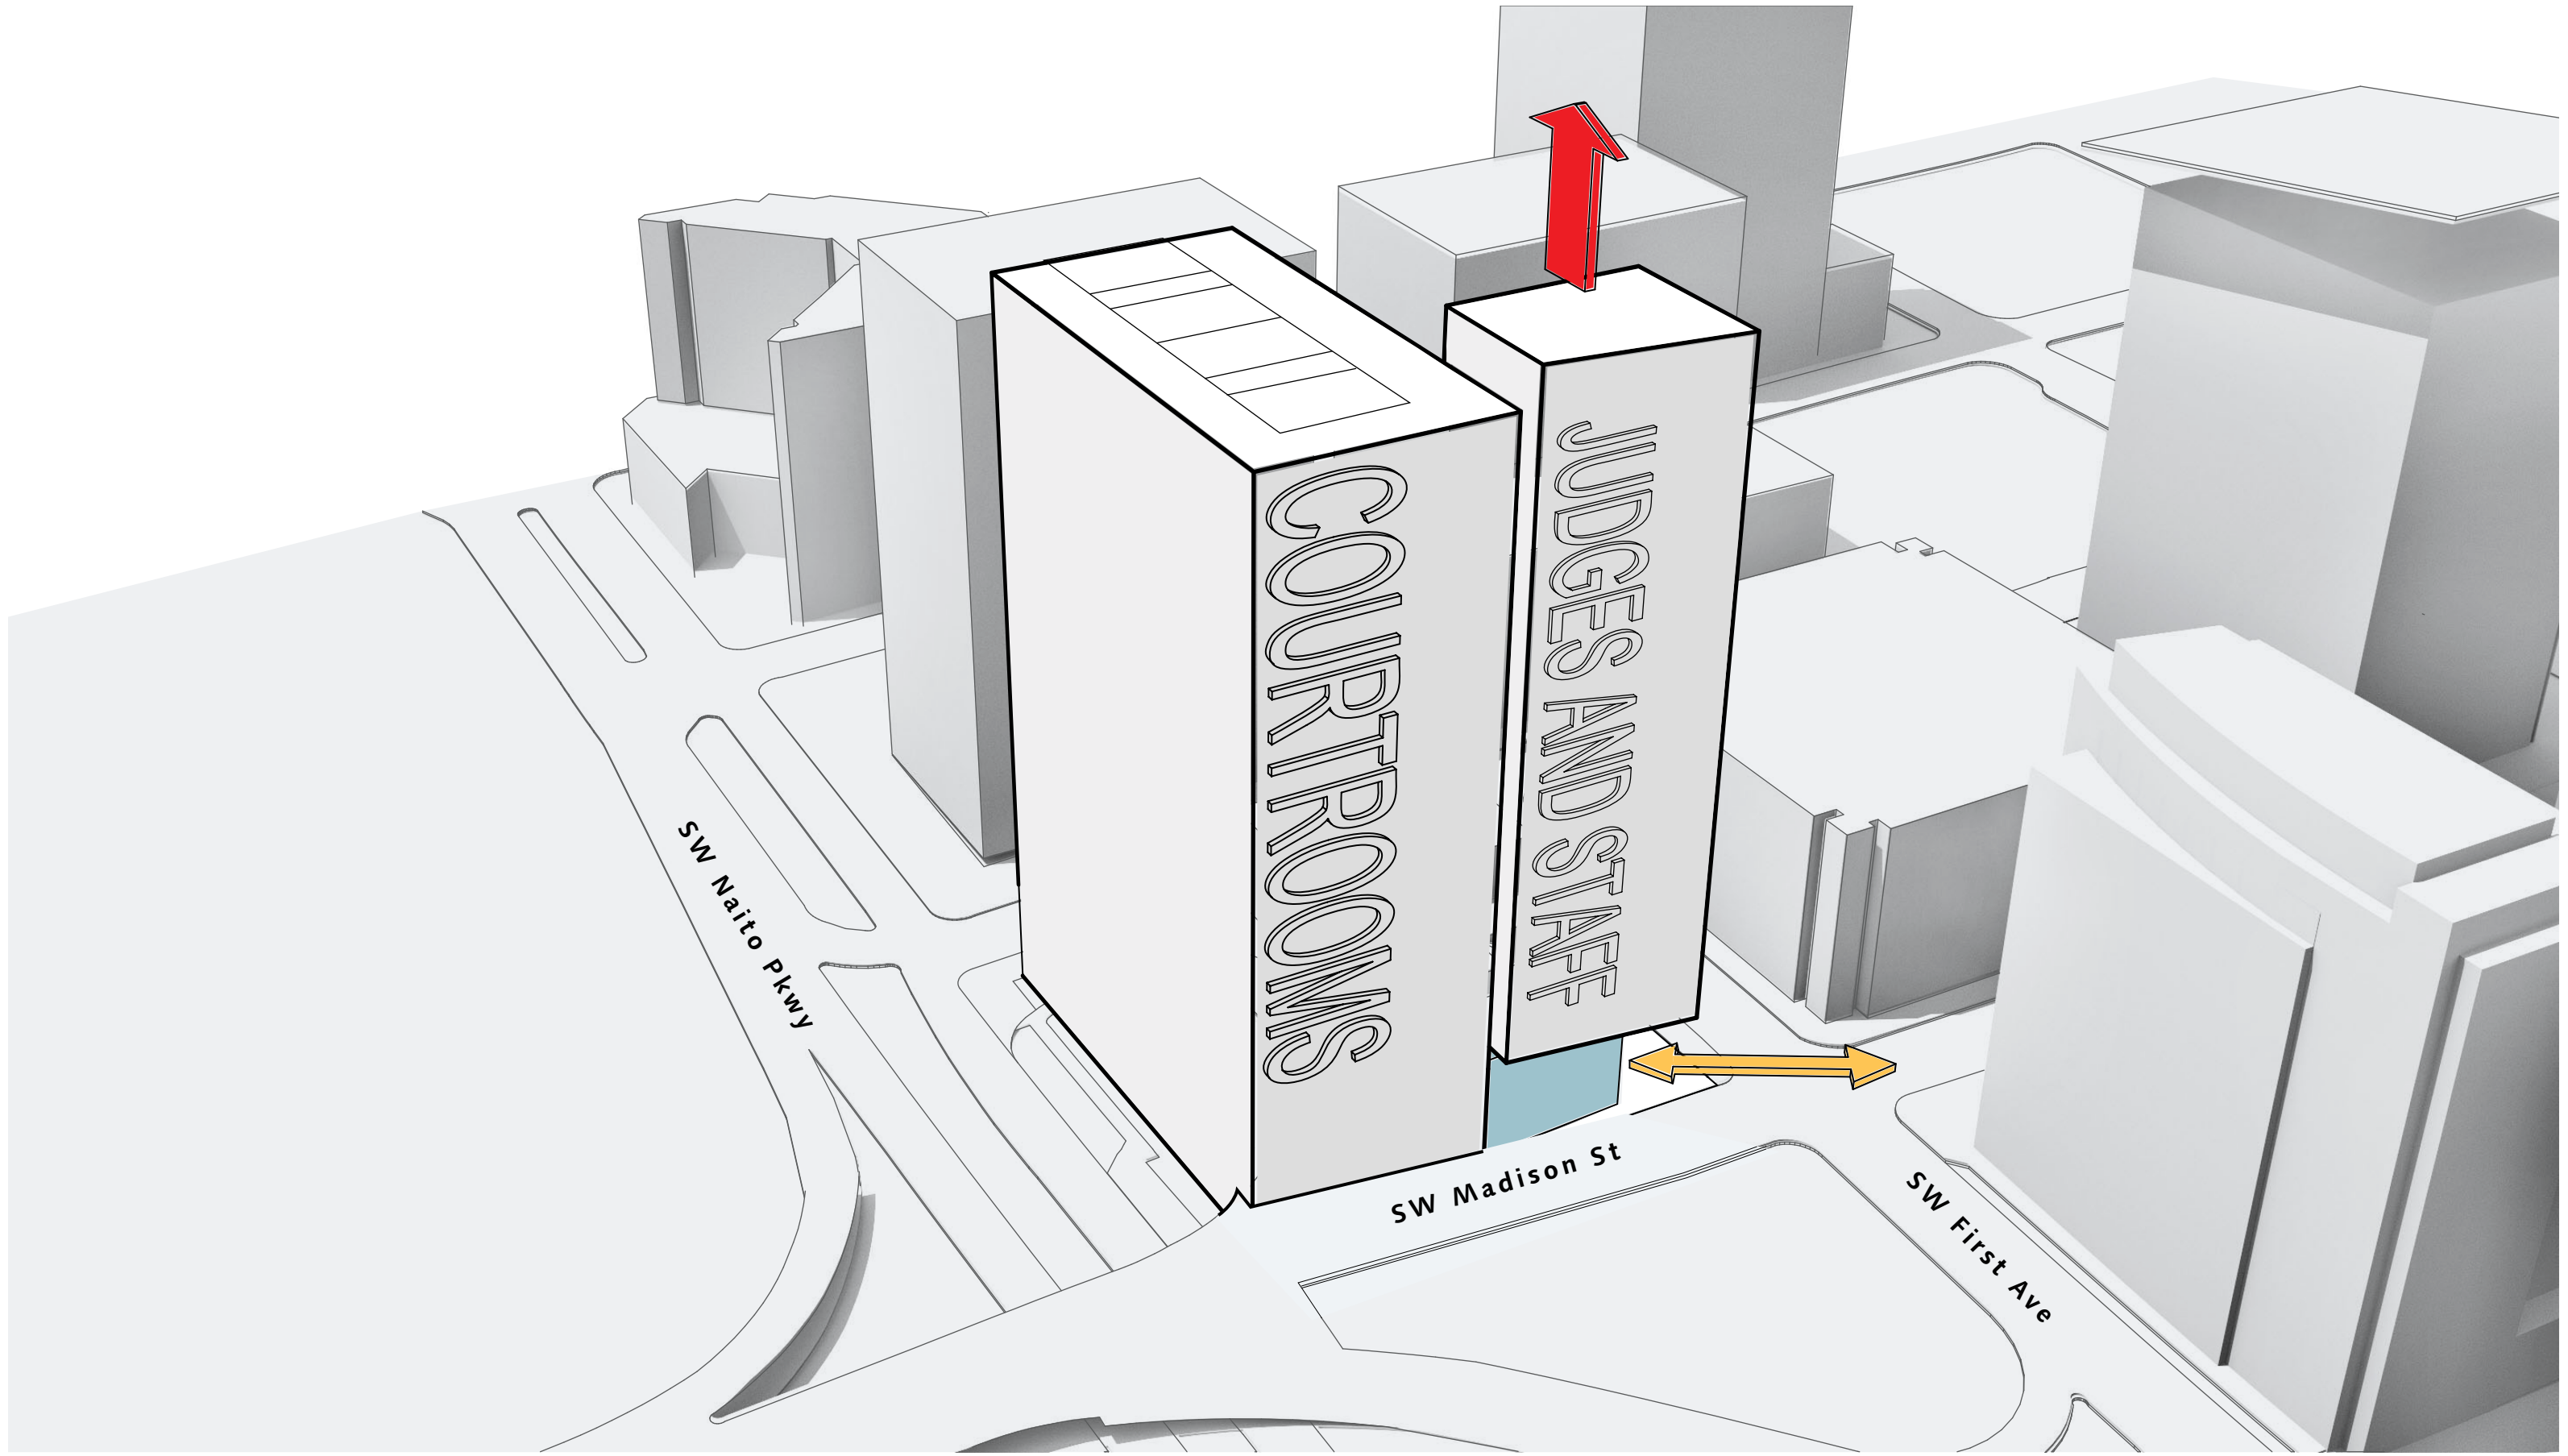 COURTROOMS
JUDGES AND STAFF
SW Naito Pkwy
SW Madison St
SW First Ave